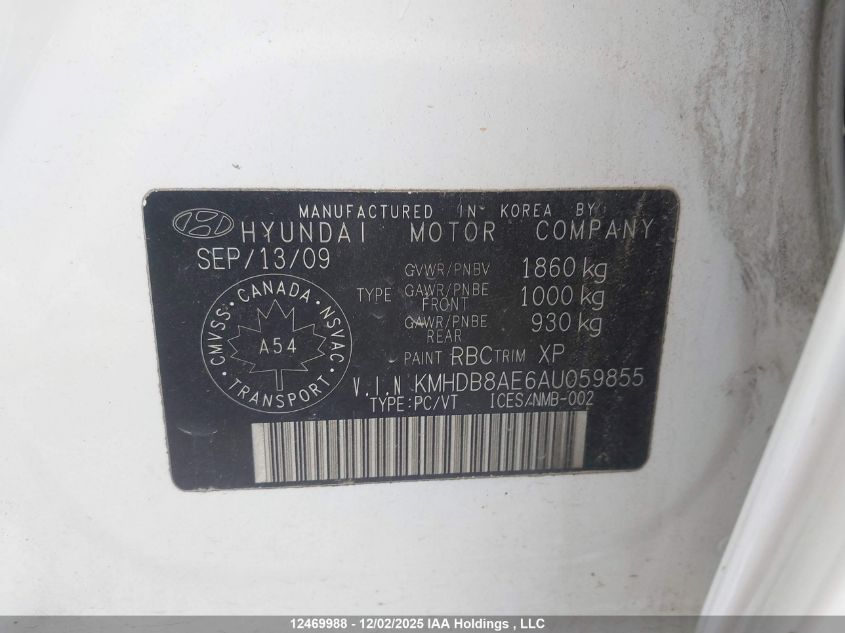 MANUFACTURED IN KOREA BY
HYUNDAI MOTOR COMPANY
SEP/13/09
GVWR/PNBV 1860 kg
TYPE GAWR/PNBE FRONT 1000 kg
GAWR/PNBE REAR 930 kg
PAINT RBC TRIM XP
CMVSS · CANADA · NSVAC
A54
TRANSPORT
V.I.N KMHDB8AE6AU059855
TYPE:PC/VT ICES/NMB-002
12469988 - 12/02/2025 IAA Holdings , LLC